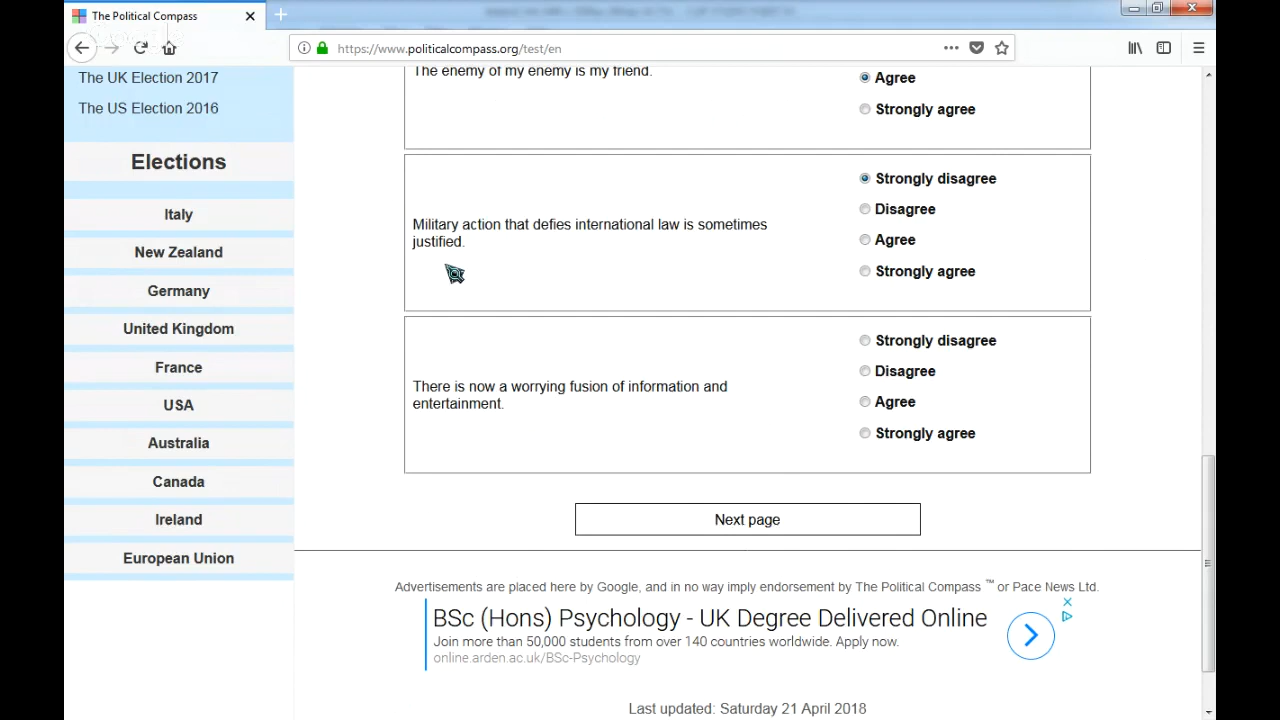 The Political Compass
https://www.politicalcompass.org/test/en
The UK Election 2017
The US Election 2016
Elections
Italy
New Zealand
Germany
United Kingdom
France
USA
Australia
Canada
Ireland
European Union
The enemy of my enemy is my friend.
Agree
Strongly agree
Military action that defies international law is sometimes
justified.
Strongly disagree
Disagree
Agree
Strongly agree
There is now a worrying fusion of information and
entertainment.
Strongly disagree
Disagree
Agree
Strongly agree
Next page
Advertisements are placed here by Google, and in no way imply endorsement by The Political Compass ™ or Pace News Ltd.
BSc (Hons) Psychology - UK Degree Delivered Online
Join more than 50,000 students from over 140 countries worldwide. Apply now.
online.arden.ac.uk/BSc-Psychology
Last updated: Saturday 21 April 2018